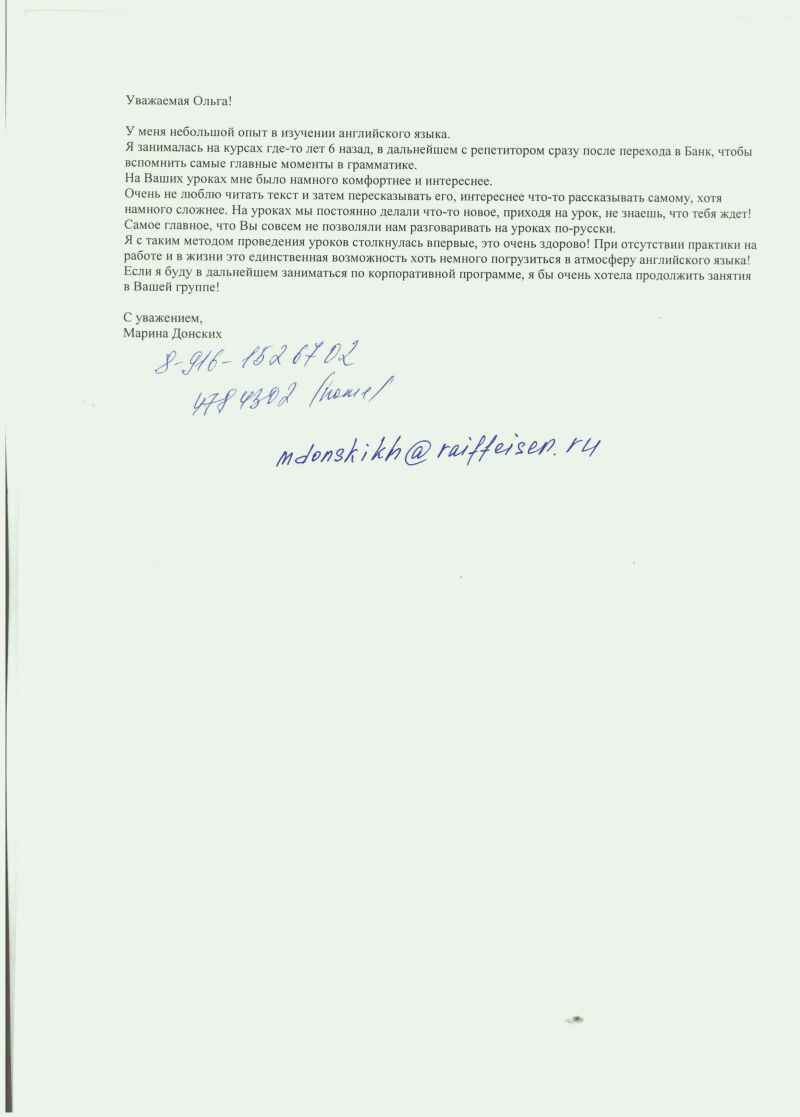 Уважаемая Ольга!
У меня небольшой опыт в изучении английского языка.
Я занималась на курсах где-то лет 6 назад, в дальнейшем с репетитором сразу после перехода в Банк, чтобы
вспомнить самые главные моменты в грамматике.
На Ваших уроках мне было намного комфортнее и интереснее.
Очень не люблю читать текст и затем пересказывать его, интереснее что-то рассказывать самому, хотя
намного сложнее. На уроках мы постоянно делали что-то новое, приходя на урок, не знаешь, что тебя ждет!
Самое главное, что Вы совсем не позволяли нам разговаривать на уроках по-русски.
Я с таким методом проведения уроков столкнулась впервые, это очень здорово! При отсутствии практики на
работе и в жизни это единственная возможность хоть немного погрузиться в атмосферу английского языка!
Если я буду в дальнейшем заниматься по корпоративной программе, я бы очень хотела продолжить занятия
в Вашей группе!
С уважением,
Марина Донских
8-916-1526702
4784302 /home/
mdonskikh@raiffeisen.ru